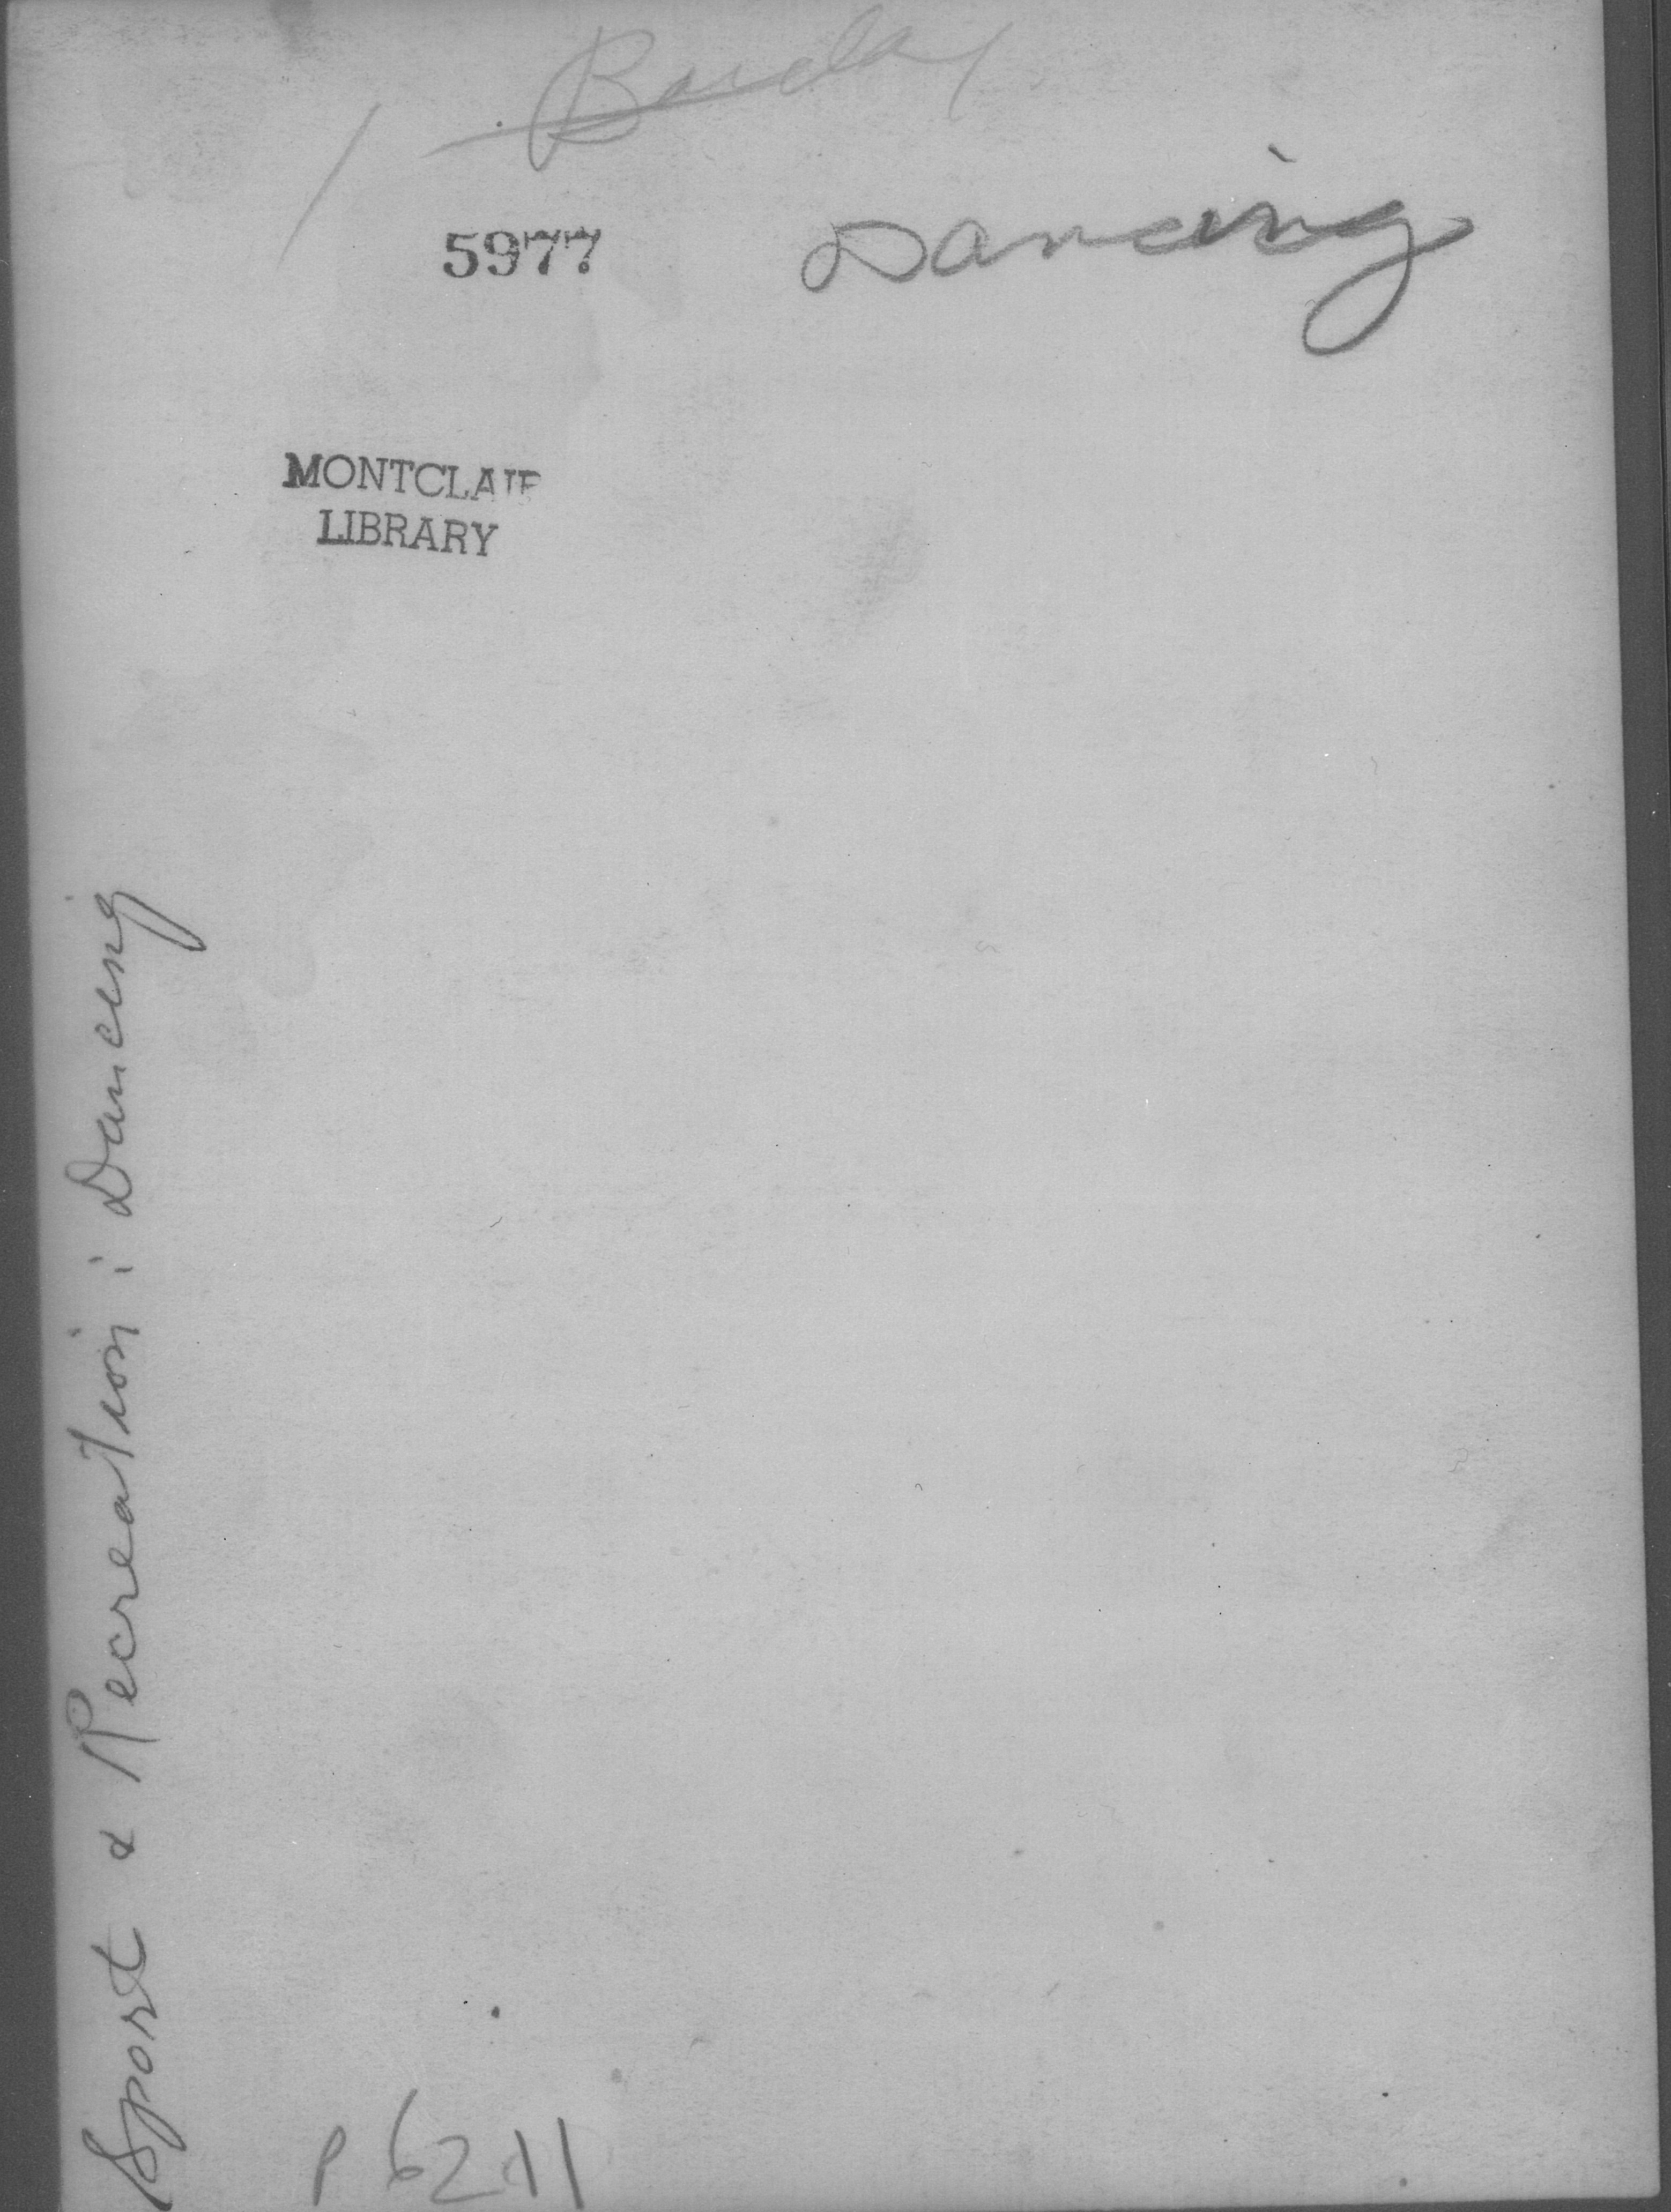 5977
Dancing
MONTCLAIR
LIBRARY
Sport & Recreation: Dancing
P 6211